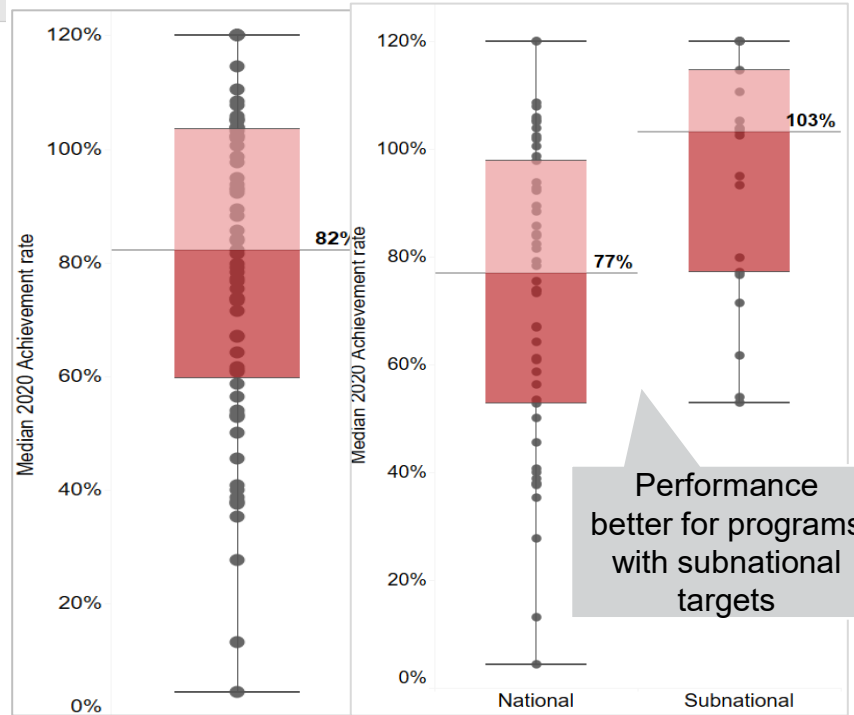 120%
100%
80%
60%
40%
20%
0%
Median 2020 Achievement rate
82%
120%
100%
80%
60%
40%
20%
0%
Median 2020 Achievement rate
77%
103%
National
Subnational
Performance
better for programs
with subnational
targets